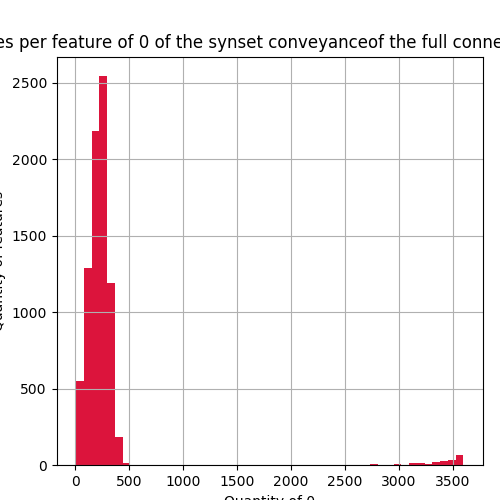 es per feature of 0 of the synset conveyanceof the full conne
2500
2000
1500
1000
500
0
Quantity of features
0 500 1000 1500 2000 2500 3000 3500
Quantity of 0